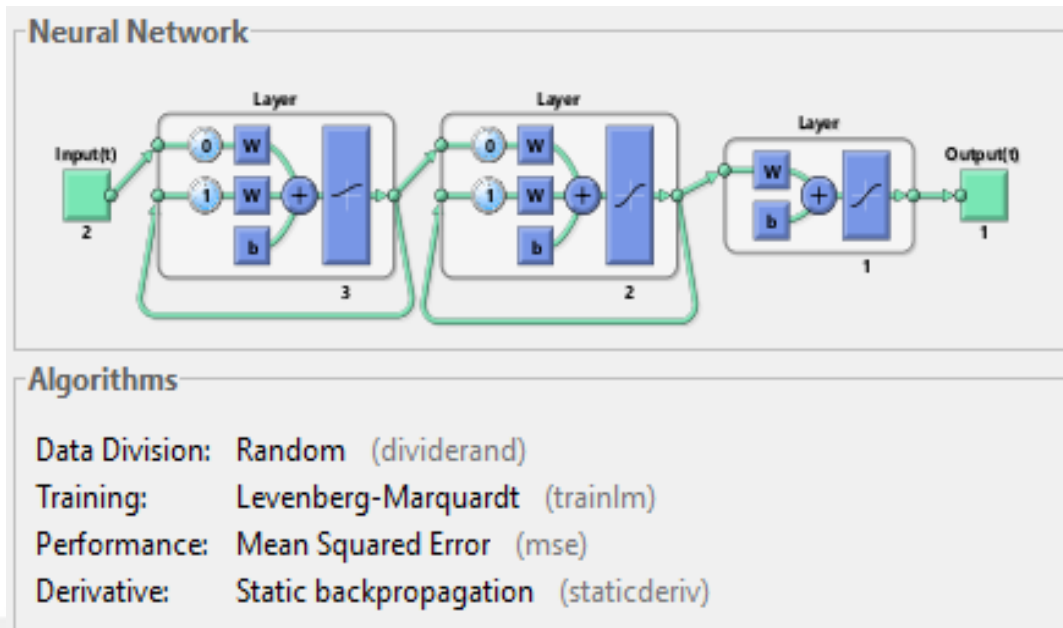 Neural Network
Layer
Layer
Layer
Input(t)
Output(t)
0
W
1
W
b
+
0
W
1
W
b
+
W
b
+
2
3
2
1
1
Algorithms
Data Division: Random (dividerand)
Training: Levenberg-Marquardt (trainlm)
Performance: Mean Squared Error (mse)
Derivative: Static backpropagation (staticderiv)